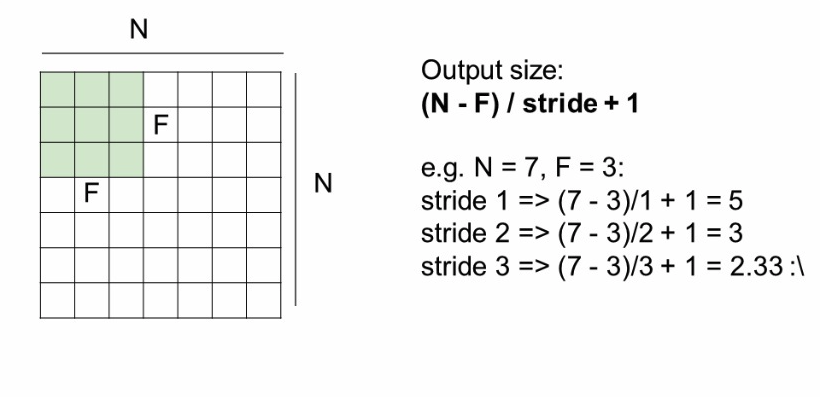 N
F
F
N
Output size:
(N - F) / stride + 1
e.g. N = 7, F = 3:
stride 1 => (7 - 3)/1 + 1 = 5
stride 2 => (7 - 3)/2 + 1 = 3
stride 3 => (7 - 3)/3 + 1 = 2.33 :\